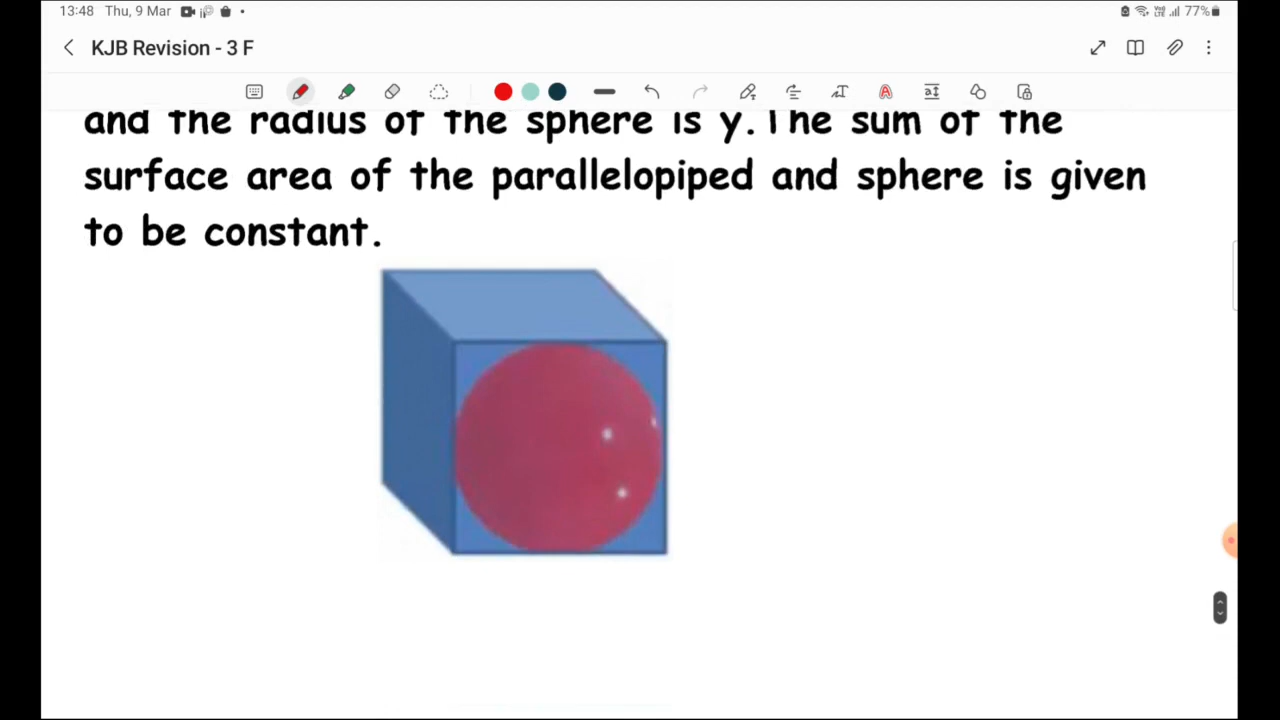 13:48 Thu, 9 Mar 77%
KJB Revision - 3 F
and the radius of the sphere is y.The sum of the
surface area of the parallelopiped and sphere is given
to be constant.